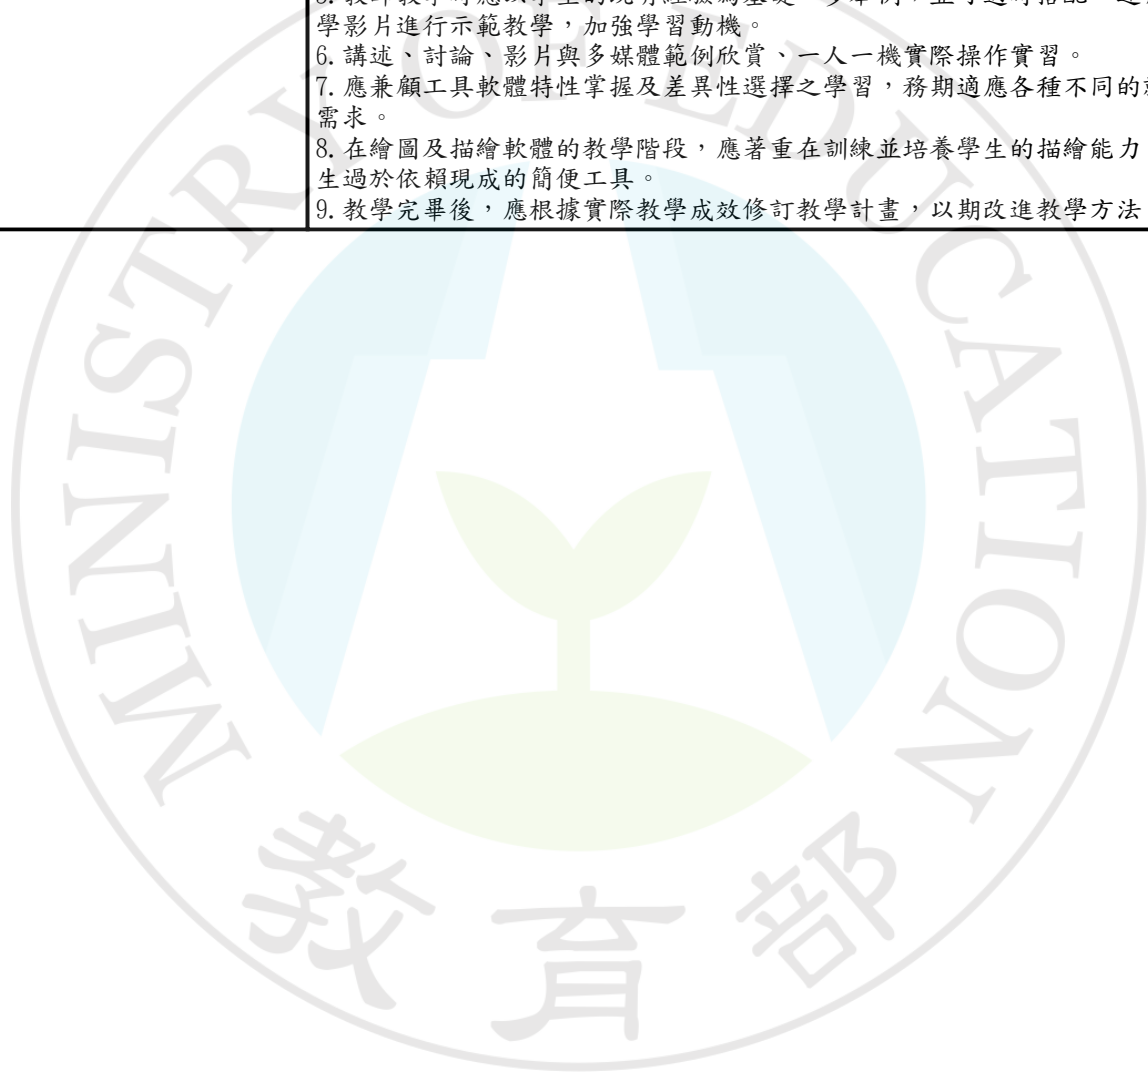 學影片進行示範教學，加強學習動機。
6. 講述、討論、影片與多媒體範例欣賞、一人一機實際操作實習。
7. 應兼顧工具軟體特性掌握及差異性選擇之學習，務期適應各種不同的
需求。
8. 在繪圖及描繪軟體的教學階段，應著重在訓練並培養學生的描繪能力
生過於依賴現成的簡便工具。
9. 教學完畢後，應根據實際教學成效修訂教學計畫，以期改進教學方法
MINISTRY OF EDUCATION
教育部